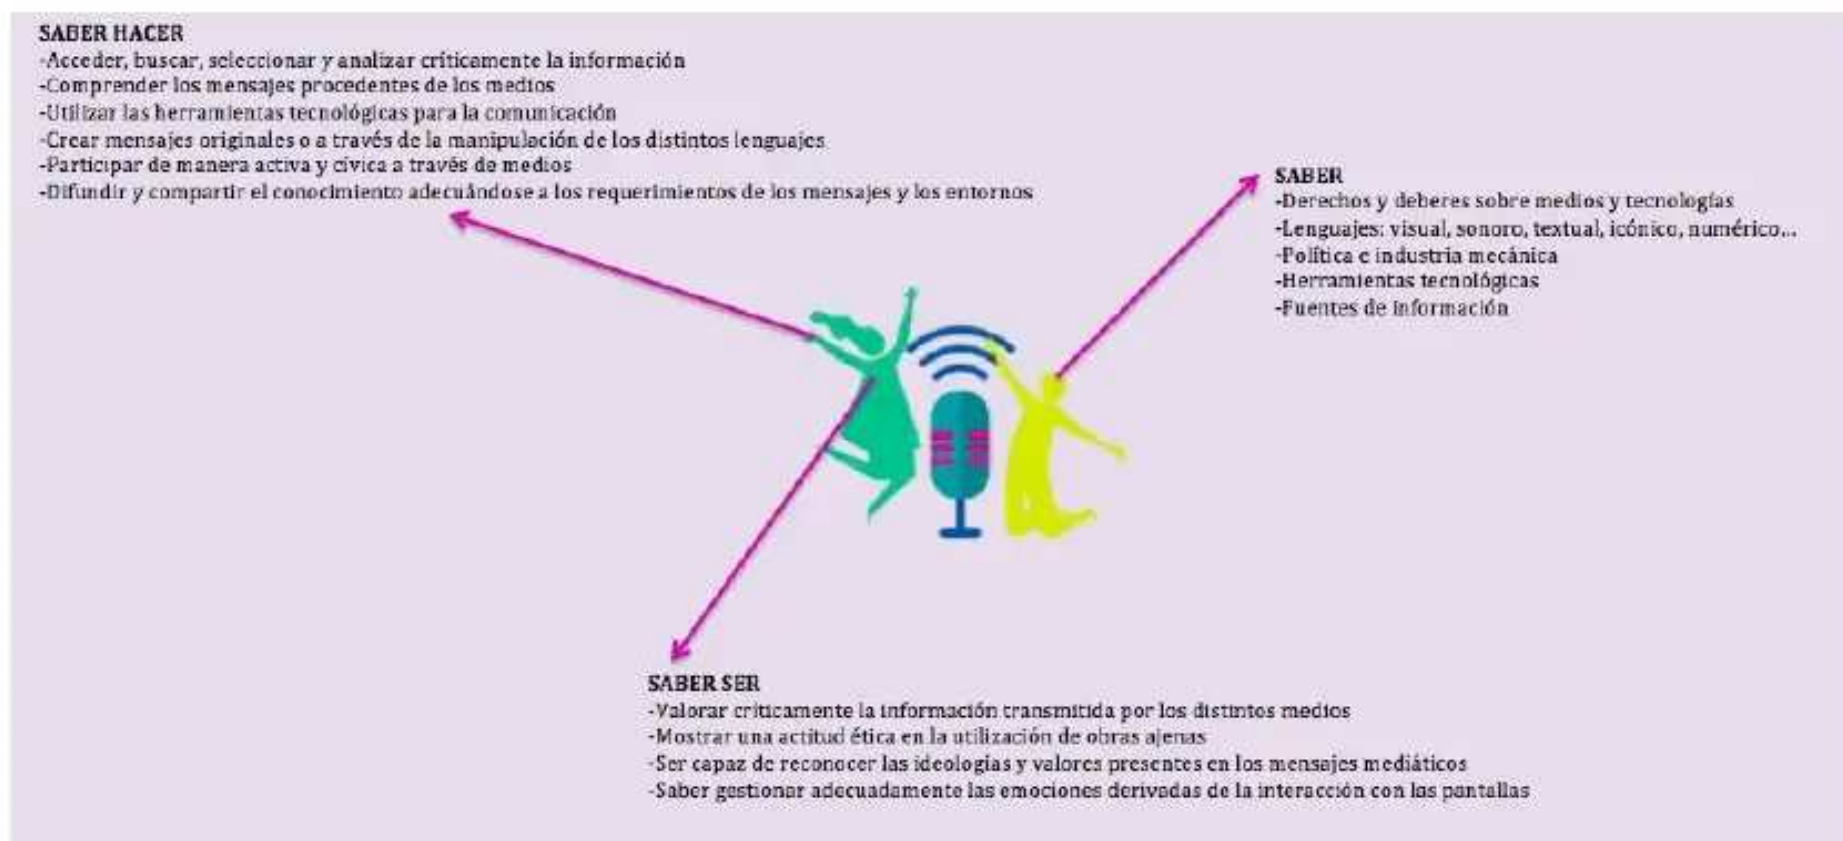 SABER HACER
-Acceder, buscar, seleccionar y analizar críticamente la información
-Comprender los mensajes procedentes de los medios
-Utilizar las herramientas tecnológicas para la comunicación
-Crear mensajes originales o a través de la manipulación de los distintos lenguajes
-Participar de manera activa y cívica a través de medios
-Difundir y compartir el conocimiento adecuándose a los requerimientos de los mensajes y los entornos
SABER
-Derechos y deberes sobre medios y tecnologías
-Lenguajes: visual, sonoro, textual, icónico, numérico...
-Política e industria mecánica
-Herramientas tecnológicas
-Fuentes de información
SABER SER
-Valorar críticamente la información transmitida por los distintos medios
-Mostrar una actitud ética en la utilización de obras ajenas
-Ser capaz de reconocer las ideologías y valores presentes en los mensajes mediáticos
-Saber gestionar adecuadamente las emociones derivadas de la interacción con las pantallas